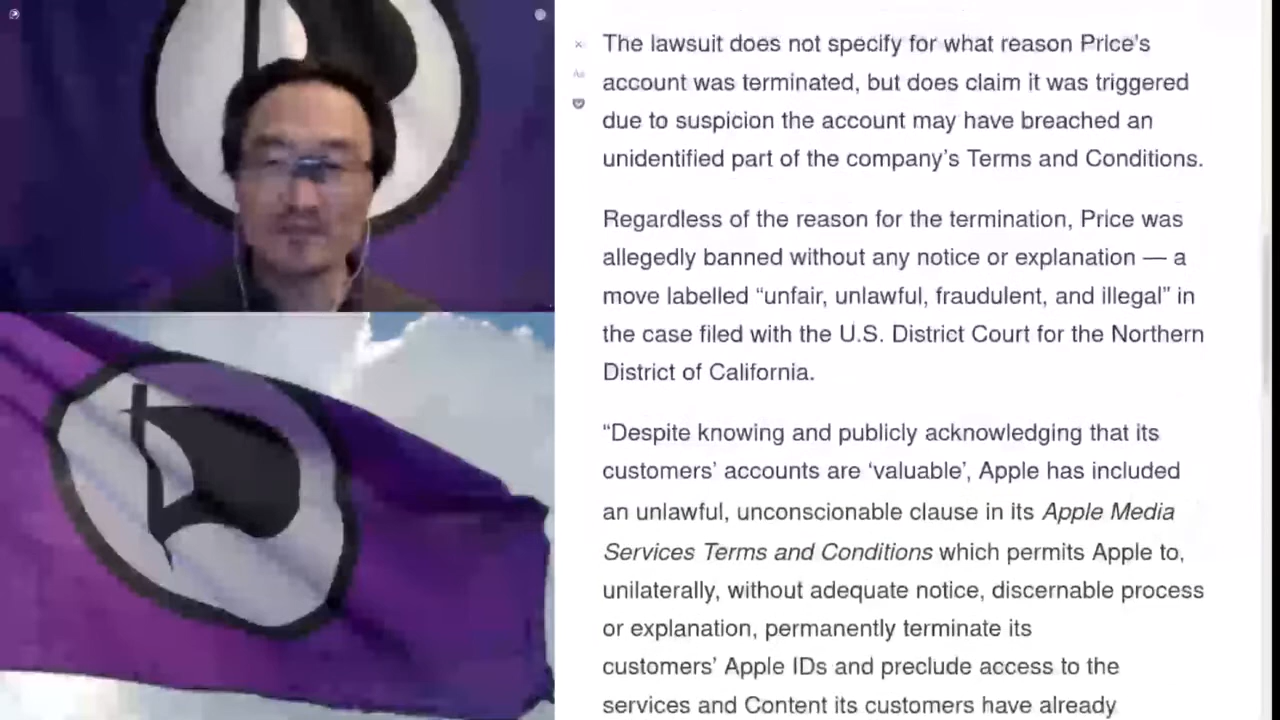 The lawsuit does not specify for what reason Price's
account was terminated, but does claim it was triggered
due to suspicion the account may have breached an
unidentified part of the company’s Terms and Conditions.
Regardless of the reason for the termination, Price was
allegedly banned without any notice or explanation — a
move labelled “unfair, unlawful, fraudulent, and illegal” in
the case filed with the U.S. District Court for the Northern
District of California.
“Despite knowing and publicly acknowledging that its
customers’ accounts are ‘valuable’, Apple has included
an unlawful, unconscionable clause in its Apple Media
Services Terms and Conditions which permits Apple to,
unilaterally, without adequate notice, discernable process
or explanation, permanently terminate its
customers’ Apple IDs and preclude access to the
services and Content its customers have already